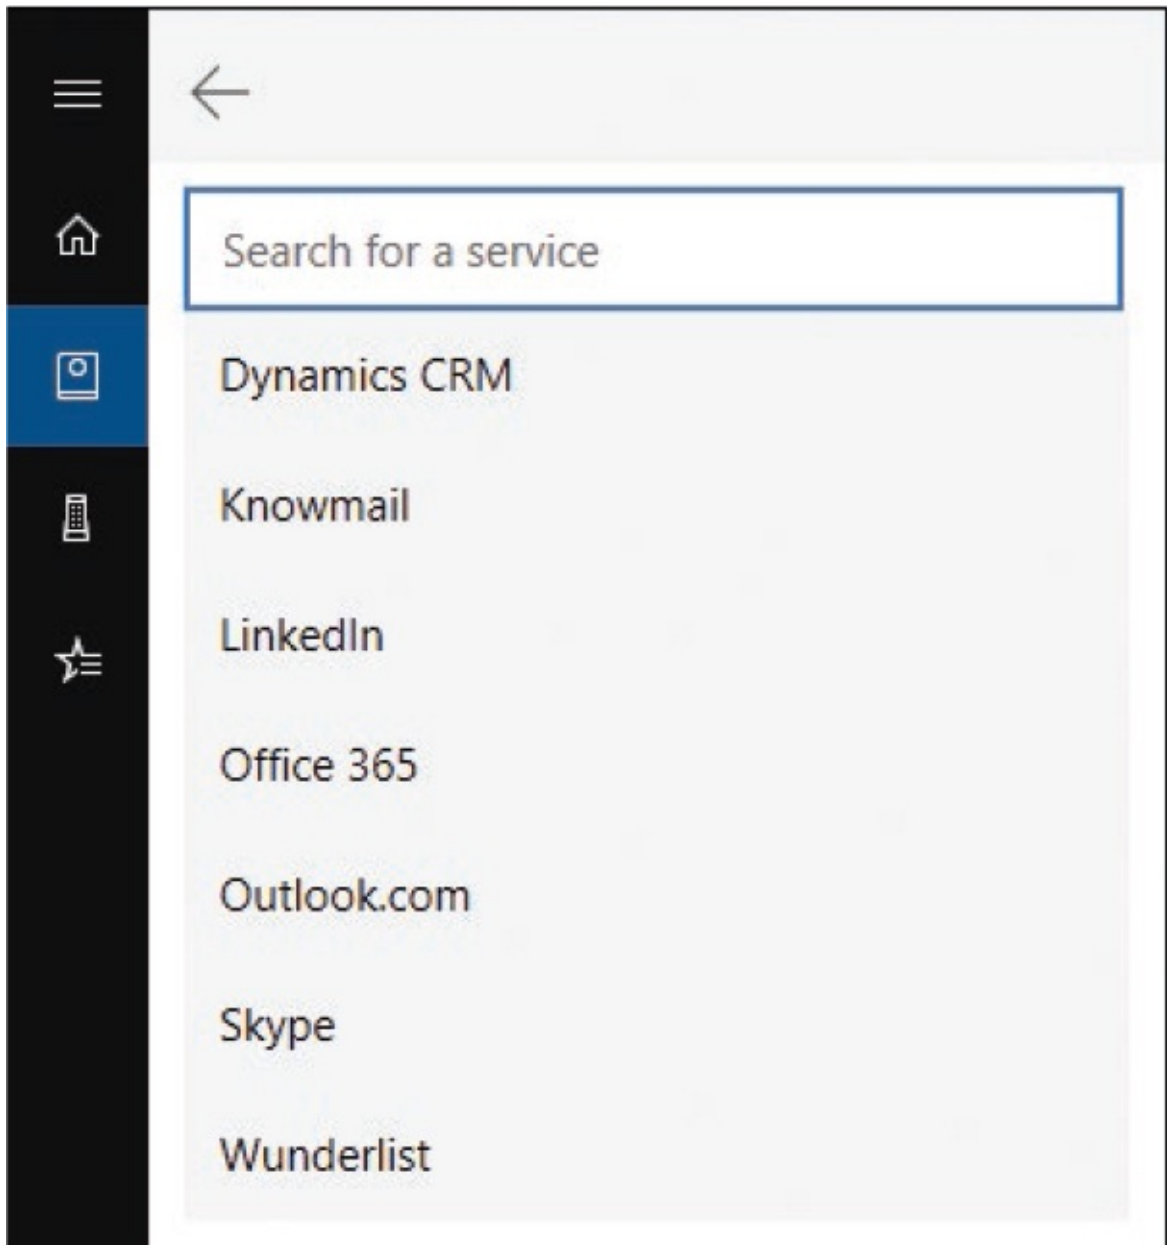 Search for a service
Dynamics CRM
Knowmail
LinkedIn
Office 365
Outlook.com
Skype
Wunderlist